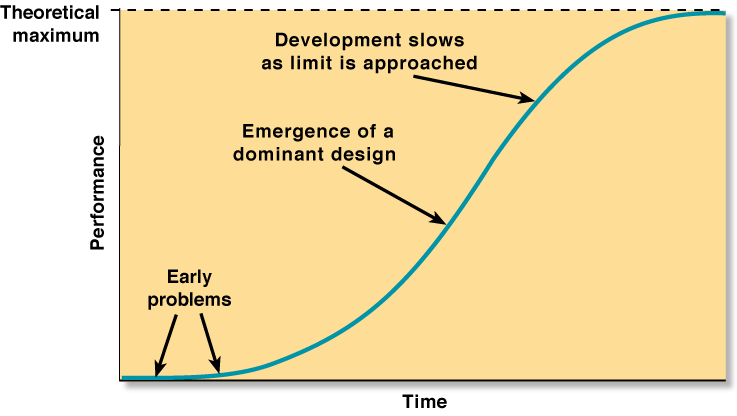 Theoretical
maximum
Development slows
as limit is approached
Emergence of a
dominant design
Performance
Early
problems
Time